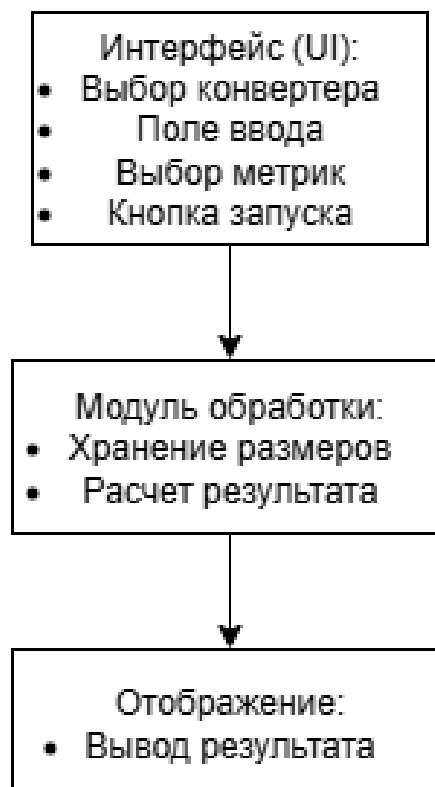 Интерфейс (UI):
• Выбор конвертера
• Поле ввода
• Выбор метрик
• Кнопка запуска
Модуль обработки:
• Хранение размеров
• Расчет результата
Отображение:
• Вывод результата